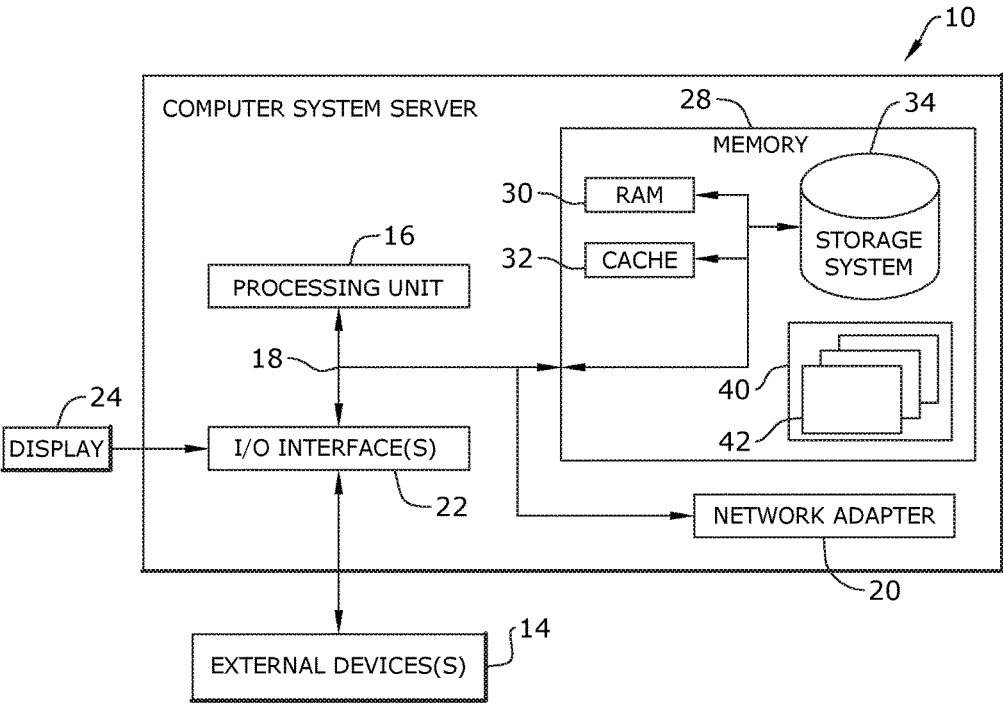 10
COMPUTER SYSTEM SERVER
28
34
MEMORY
30
RAM
32
CACHE
STORAGE
SYSTEM
16
PROCESSING UNIT
18
40
42
24
DISPLAY
I/O INTERFACE(S)
22
NETWORK ADAPTER
20
14
EXTERNAL DEVICES(S)